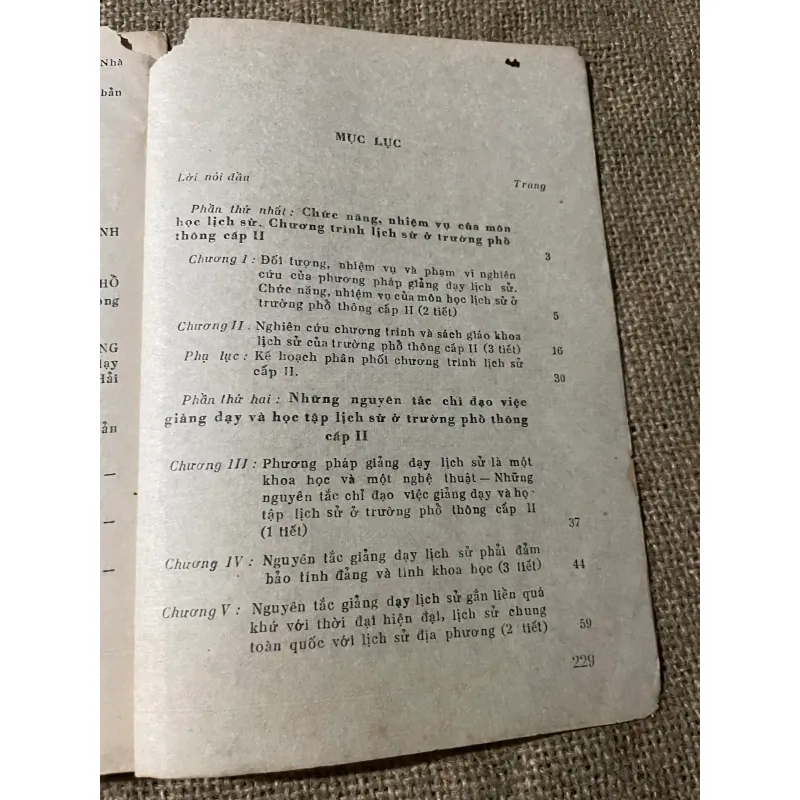 Nhà
bản
NH
HỒ
ong
NG
lạy
Hải
ản
—
—
—
MỤC LỤC
Lời nói đầu
Trang
Phần thứ nhất : Chức năng, nhiệm vụ của môn
học lịch sử. Chương trình lịch sử ở trường phổ
thông cấp II
3
Chương I : Đối tượng, nhiệm vụ và phạm vi nghiên
cứu của phương pháp giảng dạy lịch sử.
Chức năng, nhiệm vụ của môn học lịch sử ở
trường phổ thông cấp II (2 tiết)
5
Chương II . Nghiên cứu chương trình và sách giáo khoa
lịch sử của trường phổ thông cấp II (3 tiết) 16
Phụ lục : Kế hoạch phân phối chương trình lịch sử
cấp II.
30
Phần thứ hai : Những nguyên tắc chỉ đạo việc
giảng dạy và học tập lịch sử ở trường phổ thông
cấp II
Chương III : Phương pháp giảng dạy lịch sử là một
khoa học và một nghệ thuật — Những
nguyên tắc chỉ đạo việc giảng dạy và họ
tập lịch sử ở trường phổ thông cấp II
(1 tiết) 37
Chương IV : Nguyên tắc giảng dạy lịch sử phải đảm
bảo tính đảng và tính khoa học (3 tiết) 44
Chương V : Nguyên tắc giảng dạy lịch sử gắn liền quá
khứ với thời đại hiện đại, lịch sử chung
toàn quốc với lịch sử địa phương (2 tiết) 59
229